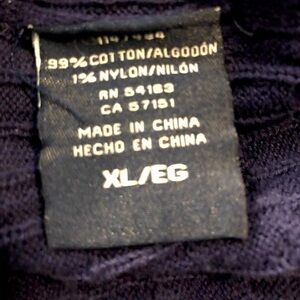 99% COTTON/ALGODÓN
1% NYLON/NILÓN
RN 54163
CA 57151
MADE IN CHINA
HECHO EN CHINA
XL/EG